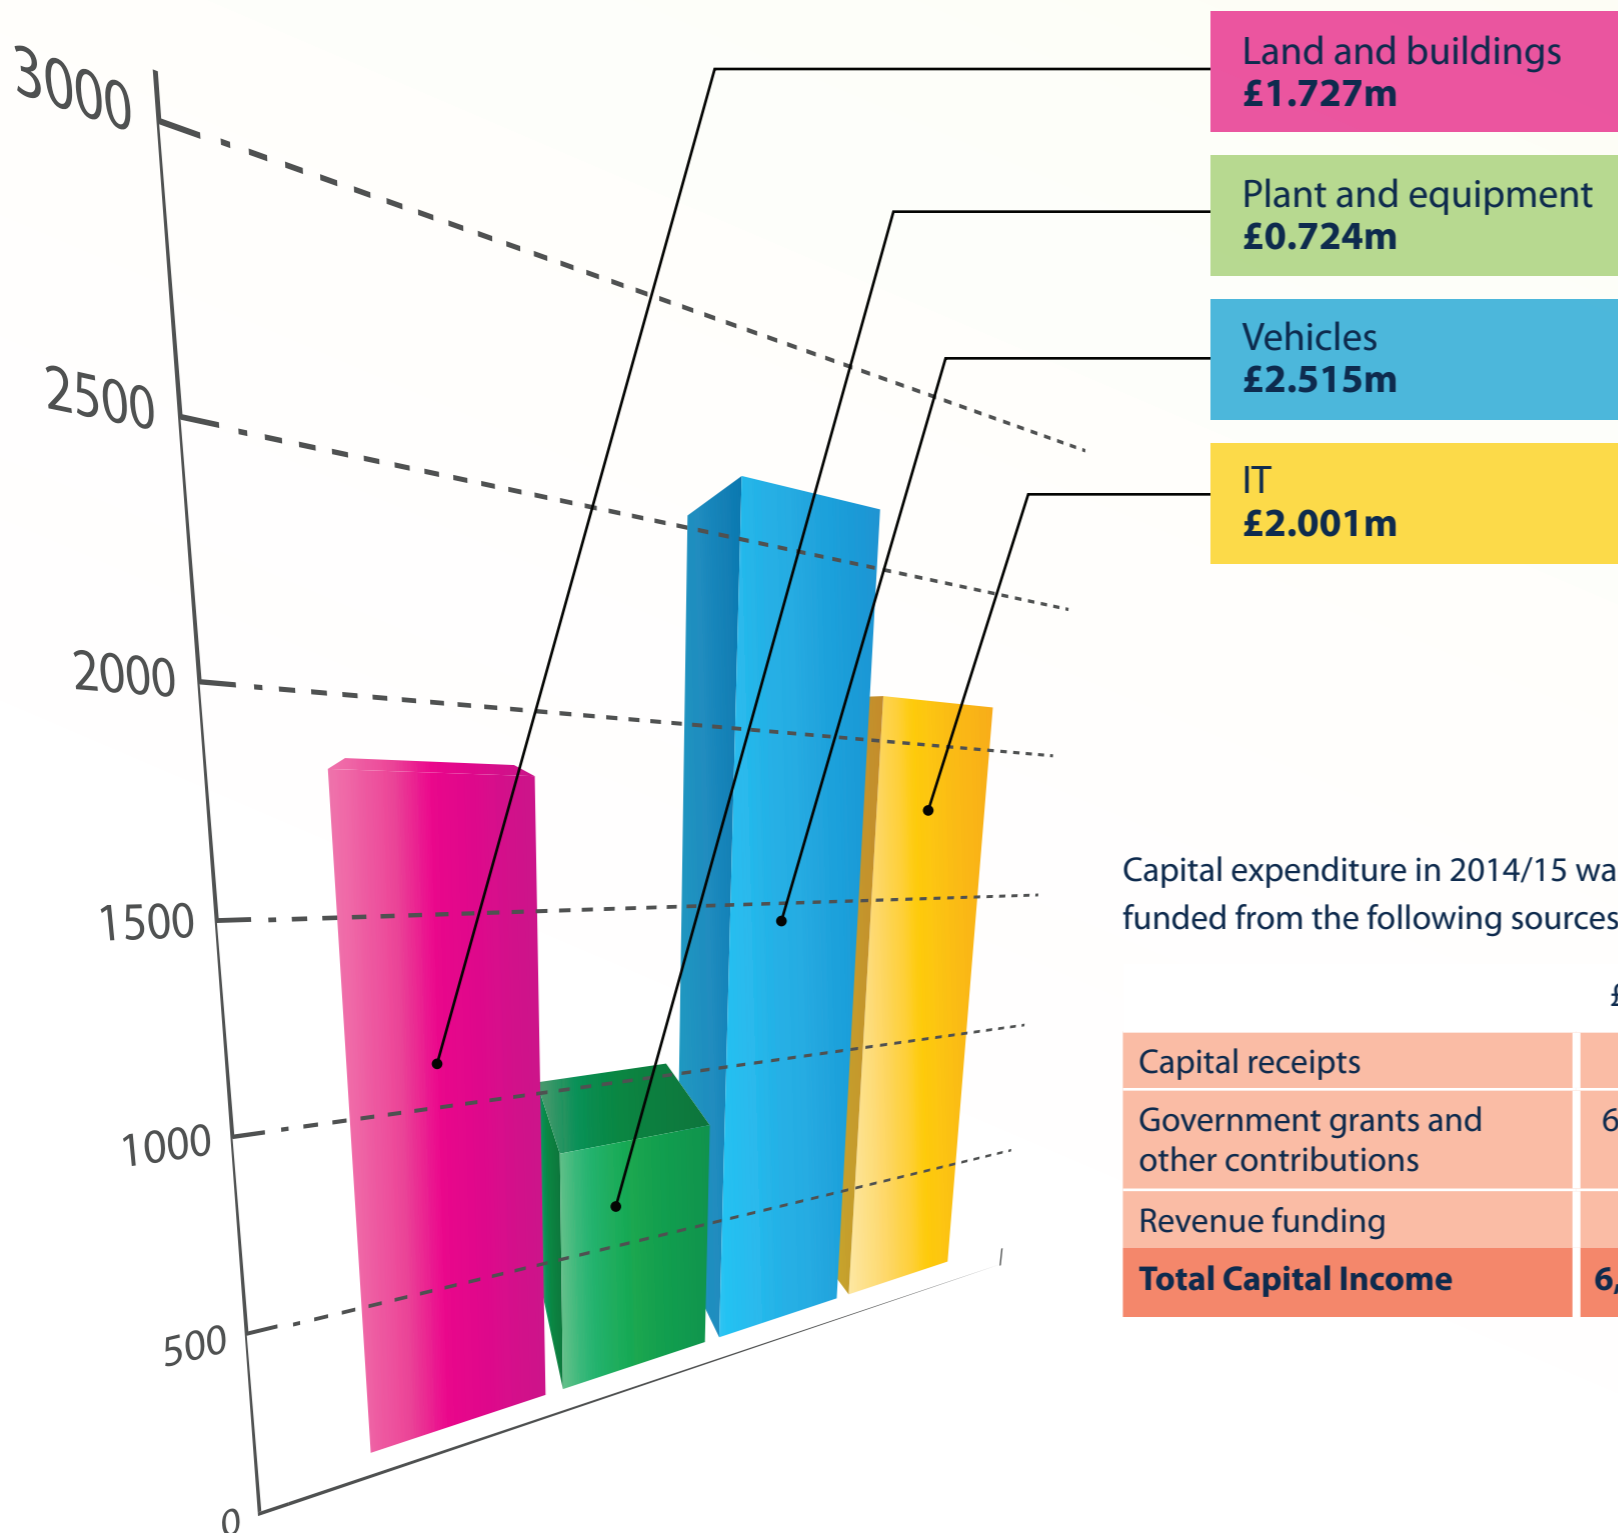 3000
2500
2000
1500
1000
500
0
Land and buildings
£1.727m
Plant and equipment
£0.724m
Vehicles
£2.515m
IT
£2.001m
Capital expenditure in 2014/15 wa
funded from the following sources
£
Capital receipts
Government grants and 6
other contributions
Revenue funding
Total Capital Income 6,